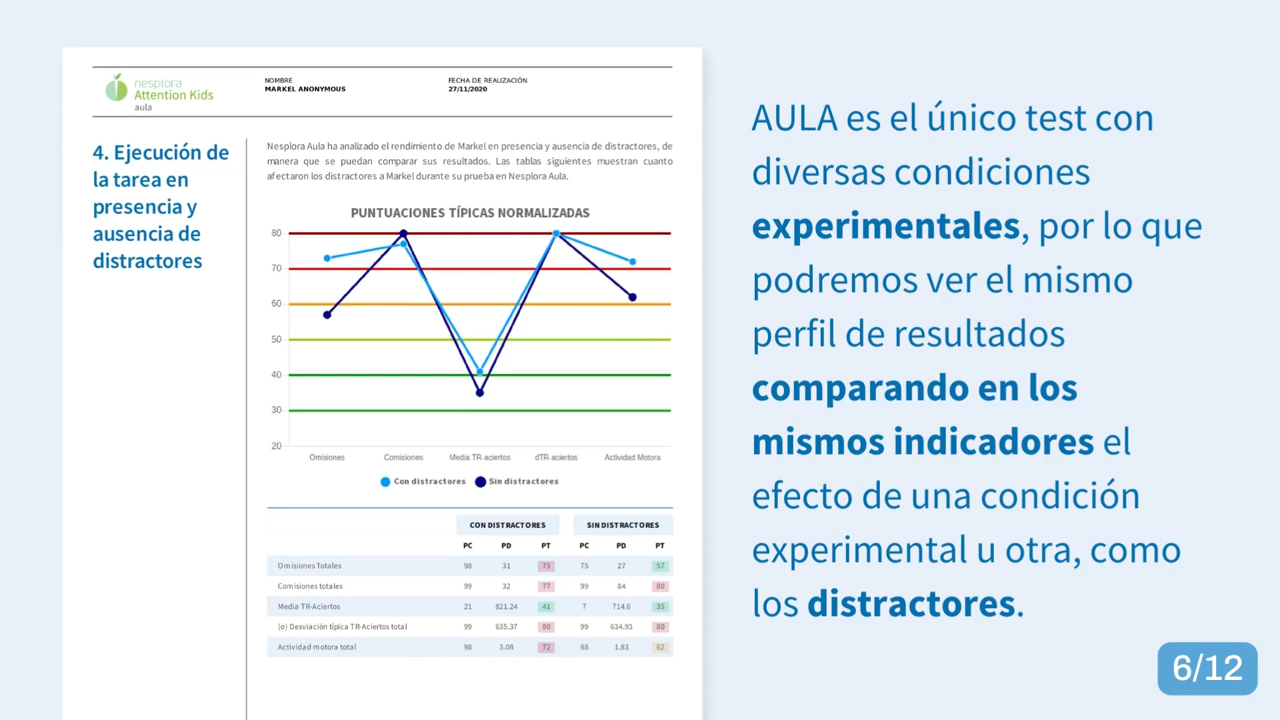 nesplora
Attention Kids
aula
NOMBRE
MARKEL ANONYMOUS
FECHA DE REALIZACIÓN
27/11/2020
4. Ejecución de
la tarea en
presencia y
ausencia de
distractores
Nesplora Aula ha analizado el rendimiento de Markel en presencia y ausencia de distractores, de
manera que se puedan comparar sus resultados. Las tablas siguientes muestran cuanto
afectaron los distractores a Markel durante su prueba en Nesplora Aula.
PUNTUACIONES TÍPICAS NORMALIZADAS
80
70
60
50
40
30
20
Omisiones Comisiones Media TR-aciertos dTR-aciertos Actividad Motora
Con distractores Sin distractores
CON DISTRACTORES SIN DISTRACTORES
PC PD PT PC PD PT
Omisiones Totales 98 31 73 75 27 57
Comisiones totales 99 32 77 99 84 80
Media TR-Aciertos 21 821.24 41 7 714.6 35
(σ) Desviación típica TR-Aciertos total 99 635.37 80 99 634.93 80
Actividad motora total 98 3.08 72 88 1.83 62
AULA es el único test con
diversas condiciones
experimentales, por lo que
podremos ver el mismo
perfil de resultados
comparando en los
mismos indicadores el
efecto de una condición
experimental u otra, como
los distractores.
6/12